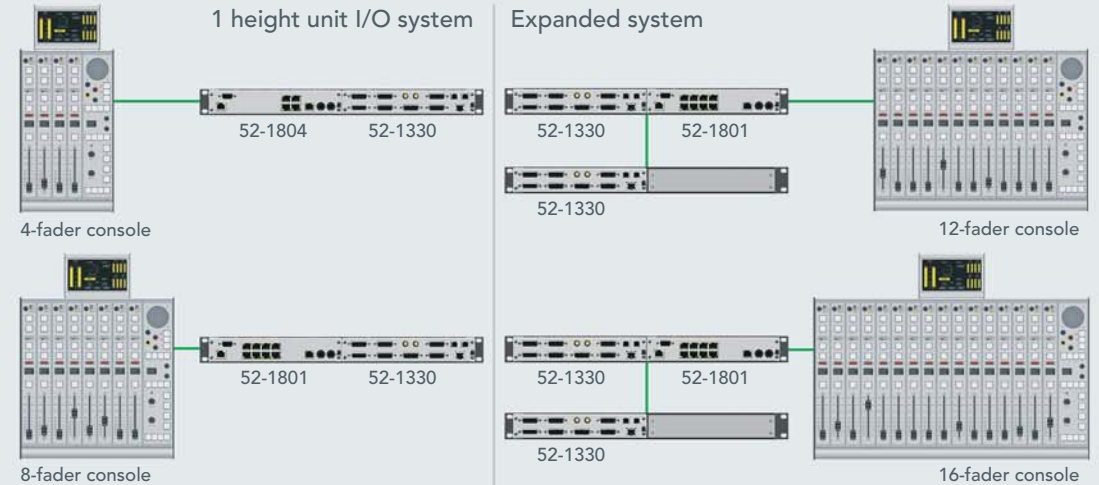 1 height unit I/O system
Expanded system
52-1804
52-1330
4-fader console
52-1330
52-1801
52-1330
12-fader console
52-1801
52-1330
8-fader console
52-1330
52-1801
52-1330
16-fader console